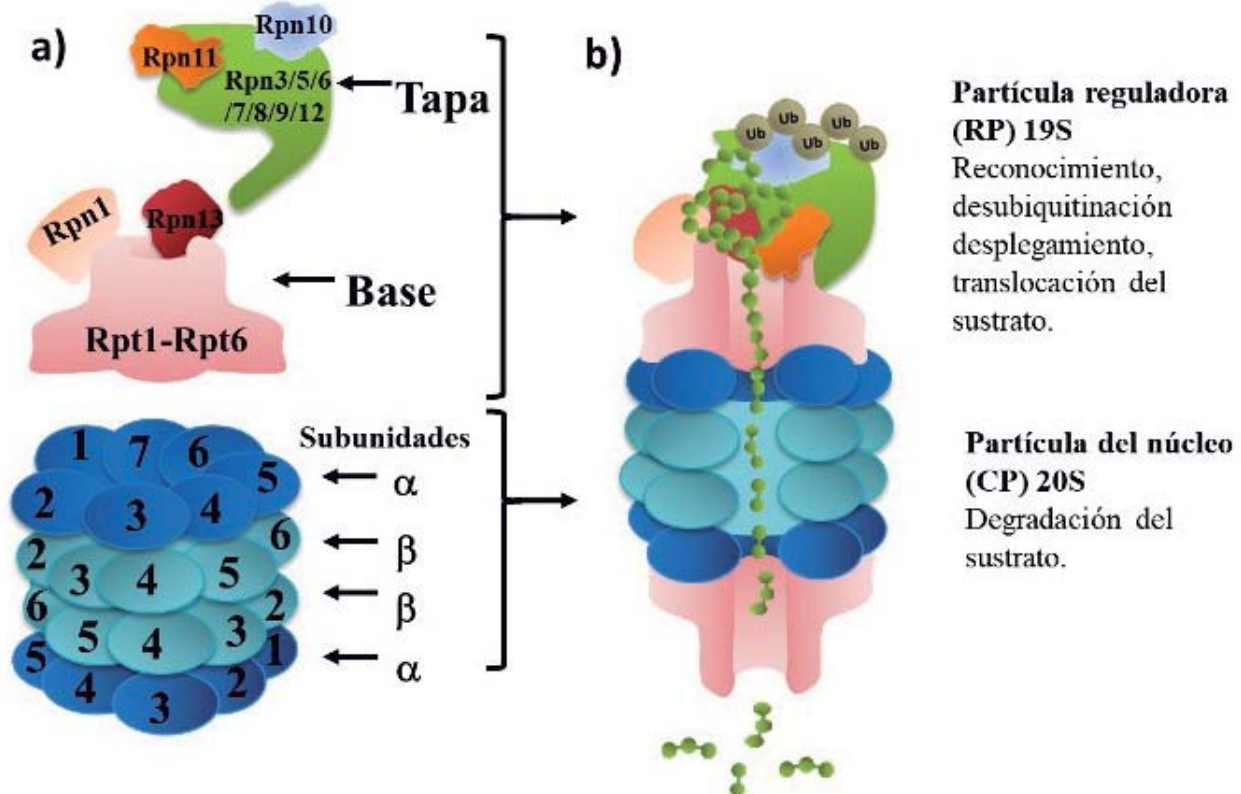 a)
Rpn10
Rpn11
Rpn3/5/6
/7/8/9/12
Tapa
Rpn1
Rpn13
Base
Rpt1-Rpt6
Subunidades
1 7 6 5
2 3 4
α
2 3 4 5 6
β
6 5 4 3 2
β
5 4 3 2 1
α
b)
Ub Ub Ub Ub Ub
Partícula reguladora
(RP) 19S
Reconocimiento,
desubiquitinación
desplegamiento,
translocación del
sustrato.
Partícula del núcleo
(CP) 20S
Degradación del
sustrato.